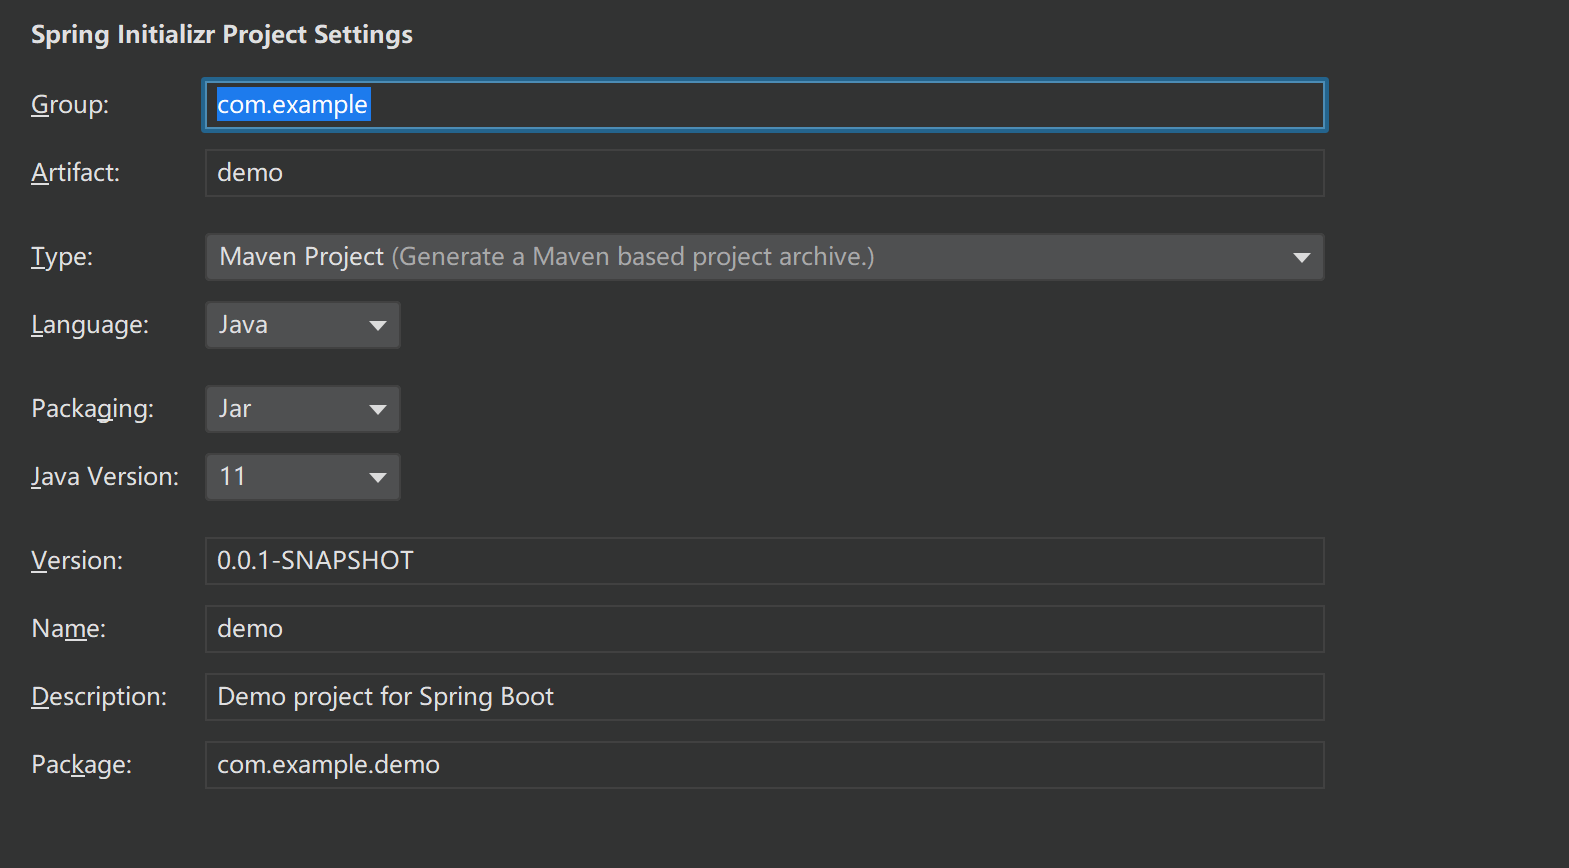 Spring Initializr Project Settings
Group: com.example
Artifact: demo
Type: Maven Project (Generate a Maven based project archive.)
Language: Java
Packaging: Jar
Java Version: 11
Version: 0.0.1-SNAPSHOT
Name: demo
Description: Demo project for Spring Boot
Package: com.example.demo